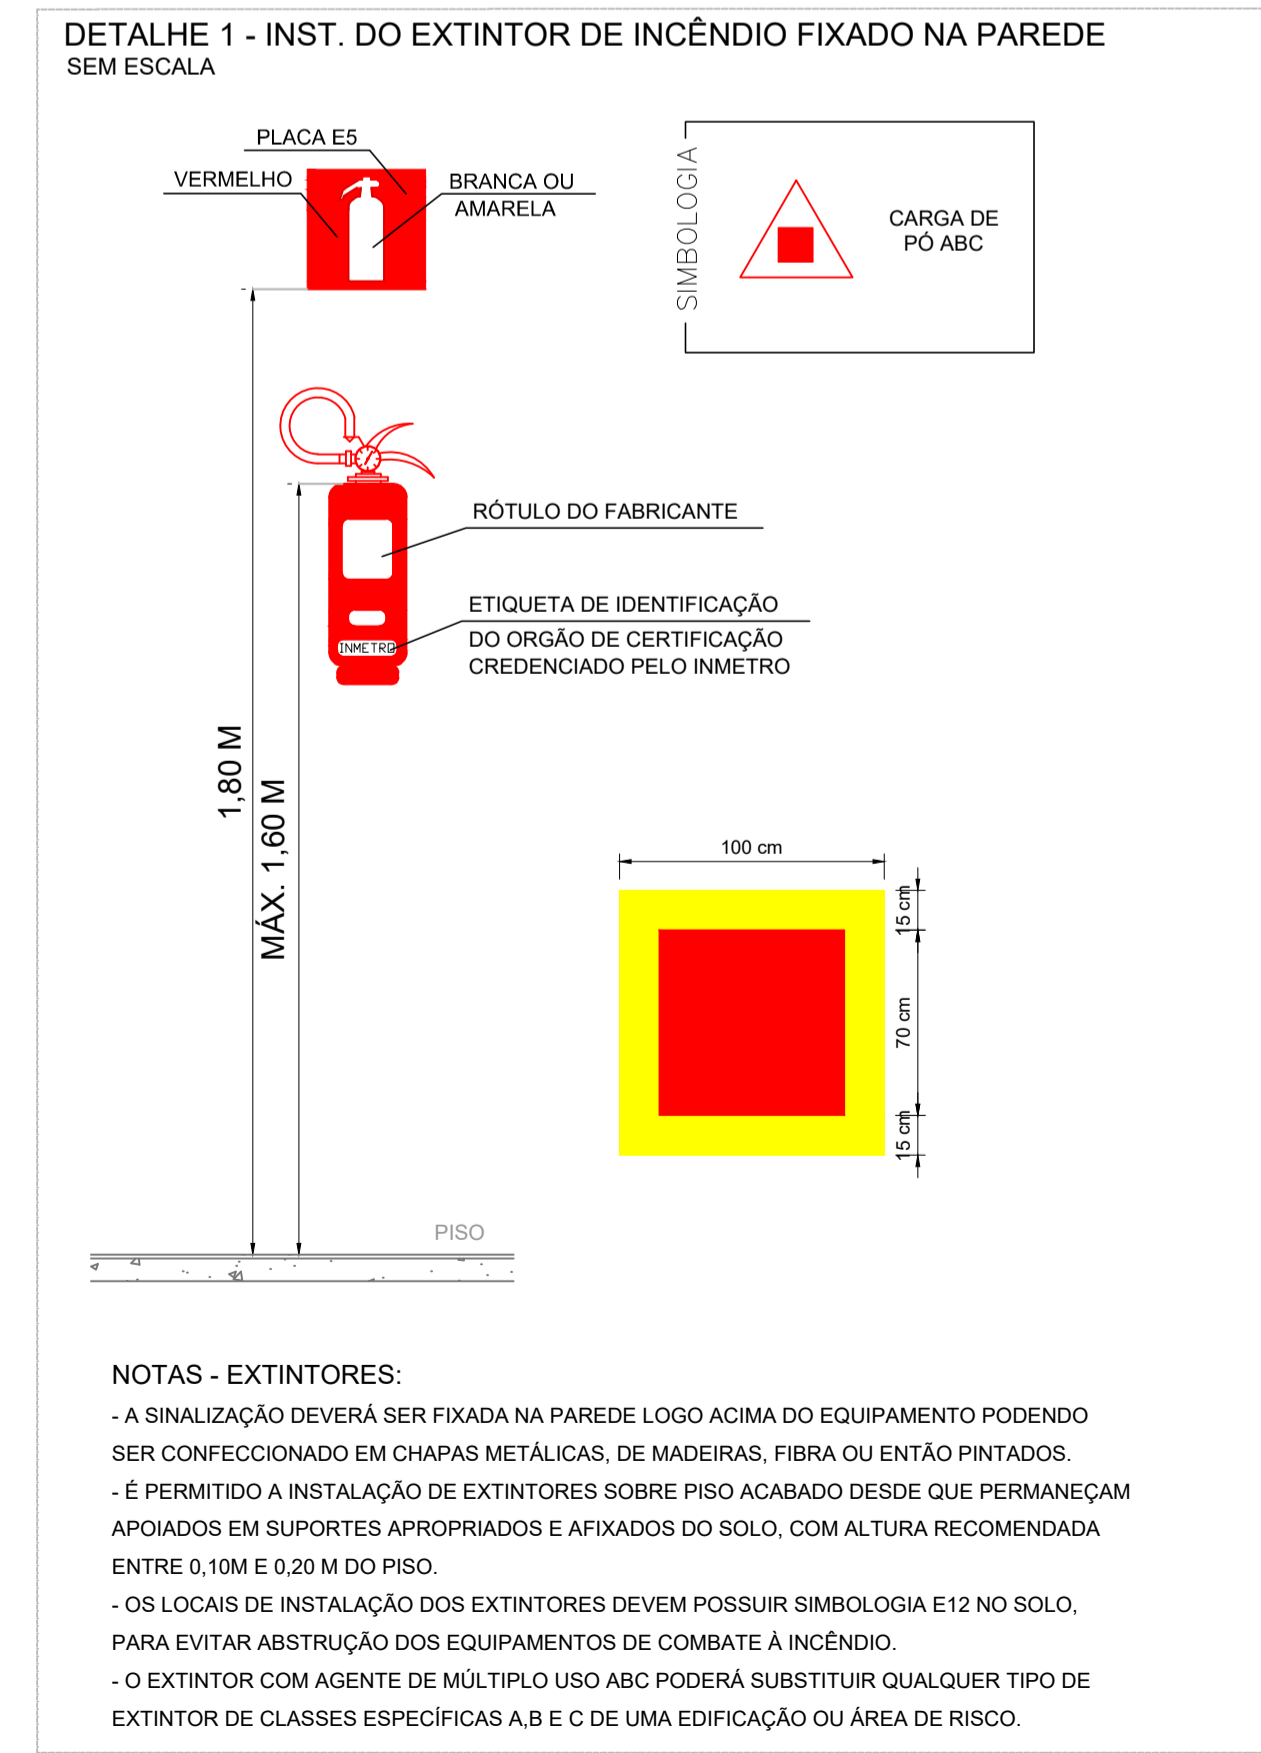 DETALHE 1 - INST. DO EXTINTOR DE INCÊNDIO FIXADO NA PAREDE
SEM ESCALA
PLACA E5
VERMELHO
BRANCA OU
AMARELA
SIMBOLOGIA
CARGA DE
PÓ ABC
RÓTULO DO FABRICANTE
ETIQUETA DE IDENTIFICAÇÃO
DO ORGÃO DE CERTIFICAÇÃO
CREDENCIADO PELO INMETRO
INMETRO
1,80 M
MÁX. 1,60 M
100 cm
15 cm
70 cm
15 cm
PISO
NOTAS - EXTINTORES:
- A SINALIZAÇÃO DEVERÁ SER FIXADA NA PAREDE LOGO ACIMA DO EQUIPAMENTO PODENDO
SER CONFECCIONADO EM CHAPAS METÁLICAS, DE MADEIRAS, FIBRA OU ENTÃO PINTADOS.
- É PERMITIDO A INSTALAÇÃO DE EXTINTORES SOBRE PISO ACABADO DESDE QUE PERMANEÇAM
APOIADOS EM SUPORTES APROPRIADOS E AFIXADOS DO SOLO, COM ALTURA RECOMENDADA
ENTRE 0,10M E 0,20 M DO PISO.
- OS LOCAIS DE INSTALAÇÃO DOS EXTINTORES DEVEM POSSUIR SIMBOLOGIA E12 NO SOLO,
PARA EVITAR ABSTRUÇÃO DOS EQUIPAMENTOS DE COMBATE À INCÊNDIO.
- O EXTINTOR COM AGENTE DE MÚLTIPLO USO ABC PODERÁ SUBSTITUIR QUALQUER TIPO DE
EXTINTOR DE CLASSES ESPECÍFICAS A,B E C DE UMA EDIFICAÇÃO OU ÁREA DE RISCO.